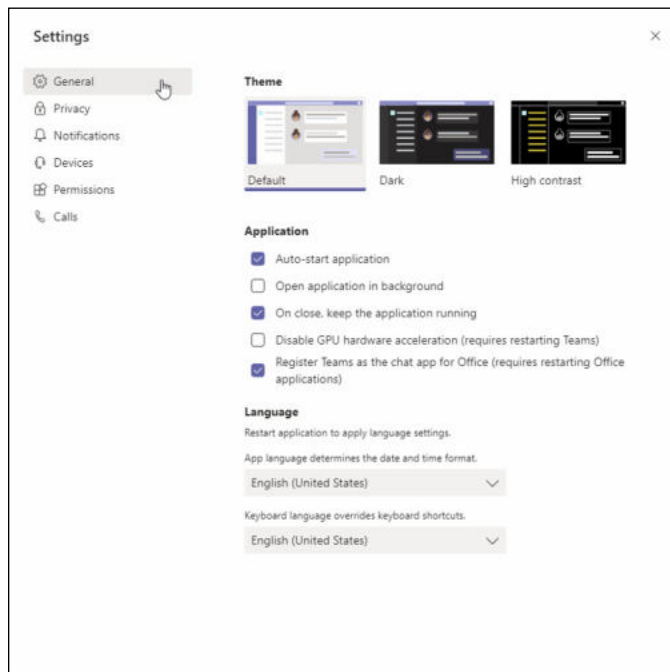 Settings
General
Privacy
Notifications
Devices
Permissions
Calls
Theme
Default
Dark
High contrast
Application
Auto-start application
Open application in background
On close, keep the application running
Disable GPU hardware acceleration (requires restarting Teams)
Register Teams as the chat app for Office (requires restarting Office
applications)
Language
Restart application to apply language settings.
App language determines the date and time format.
English (United States)
Keyboard language overrides keyboard shortcuts.
English (United States)